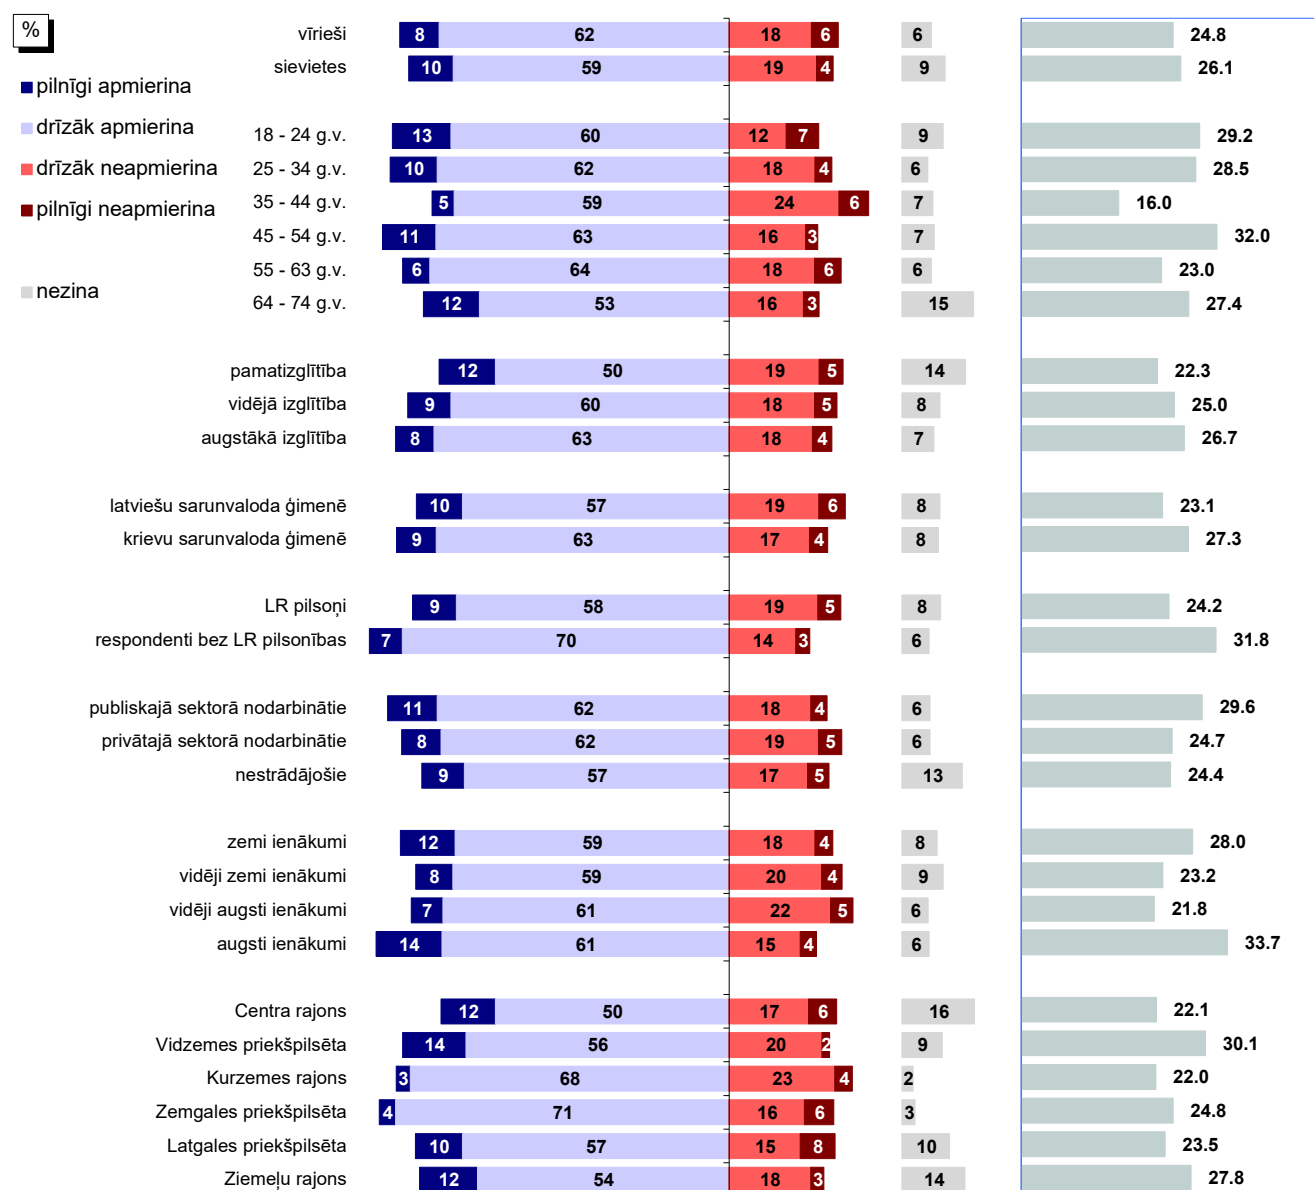 %
pilnīgi apmierina
drīzāk apmierina
drīzāk neapmierina
pilnīgi neapmierina
nezina
vīrieši 8 62 18 6 6 24.8
sievietes 10 59 19 4 9 26.1
18 - 24 g.v. 13 60 12 7 9 29.2
25 - 34 g.v. 10 62 18 4 6 28.5
35 - 44 g.v. 5 59 24 6 7 16.0
45 - 54 g.v. 11 63 16 3 7 32.0
55 - 63 g.v. 6 64 18 6 6 23.0
64 - 74 g.v. 12 53 16 3 15 27.4
pamatizglītība 12 50 19 5 14 22.3
vidējā izglītība 9 60 18 5 8 25.0
augstākā izglītība 8 63 18 4 7 26.7
latviešu sarunvaloda ģimenē 10 57 19 6 8 23.1
krievu sarunvaloda ģimenē 9 63 17 4 8 27.3
LR pilsoņi 9 58 19 5 8 24.2
respondenti bez LR pilsonības 7 70 14 3 6 31.8
publiskajā sektorā nodarbinātie 11 62 18 4 6 29.6
privātajā sektorā nodarbinātie 8 62 19 5 6 24.7
nestrādājošie 9 57 17 5 13 24.4
zemi ienākumi 12 59 18 4 8 28.0
vidēji zemi ienākumi 8 59 20 4 9 23.2
vidēji augsti ienākumi 7 61 22 5 6 21.8
augsti ienākumi 14 61 15 4 6 33.7
Centra rajons 12 50 17 6 16 22.1
Vidzemes priekšpilsēta 14 56 20 2 9 30.1
Kurzemes rajons 3 68 23 4 2 22.0
Zemgales priekšpilsēta 4 71 16 6 3 24.8
Latgales priekšpilsēta 10 57 15 8 10 23.5
Ziemeļu rajons 12 54 18 3 14 27.8